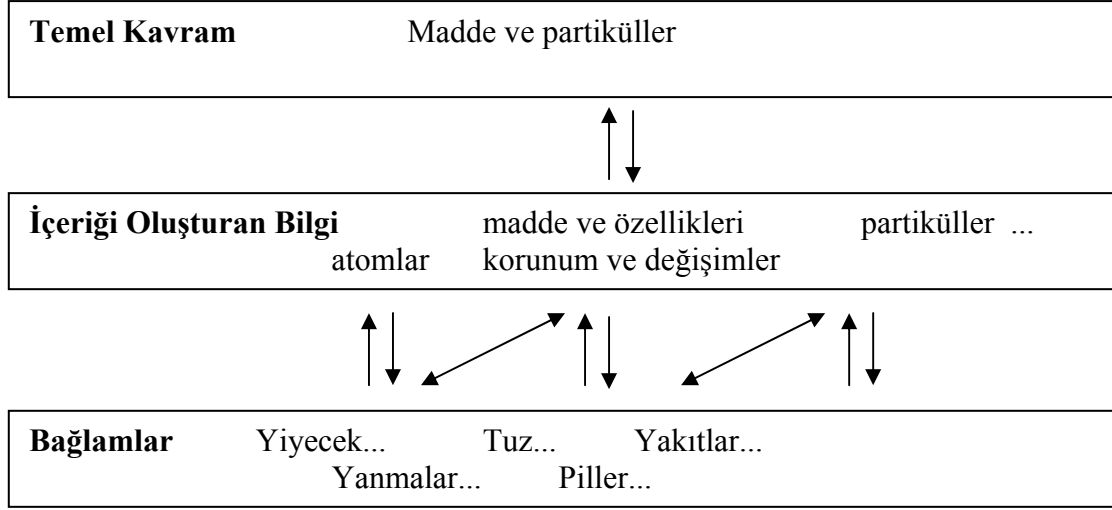 Temel Kavram Madde ve partiküller
İçeriği Oluşturan Bilgi madde ve özellikleri partiküller ...
atomlar korunum ve değişimler
Bağlamlar Yiyecek... Tuz... Yakıtlar...
Yanmalar... Piller...